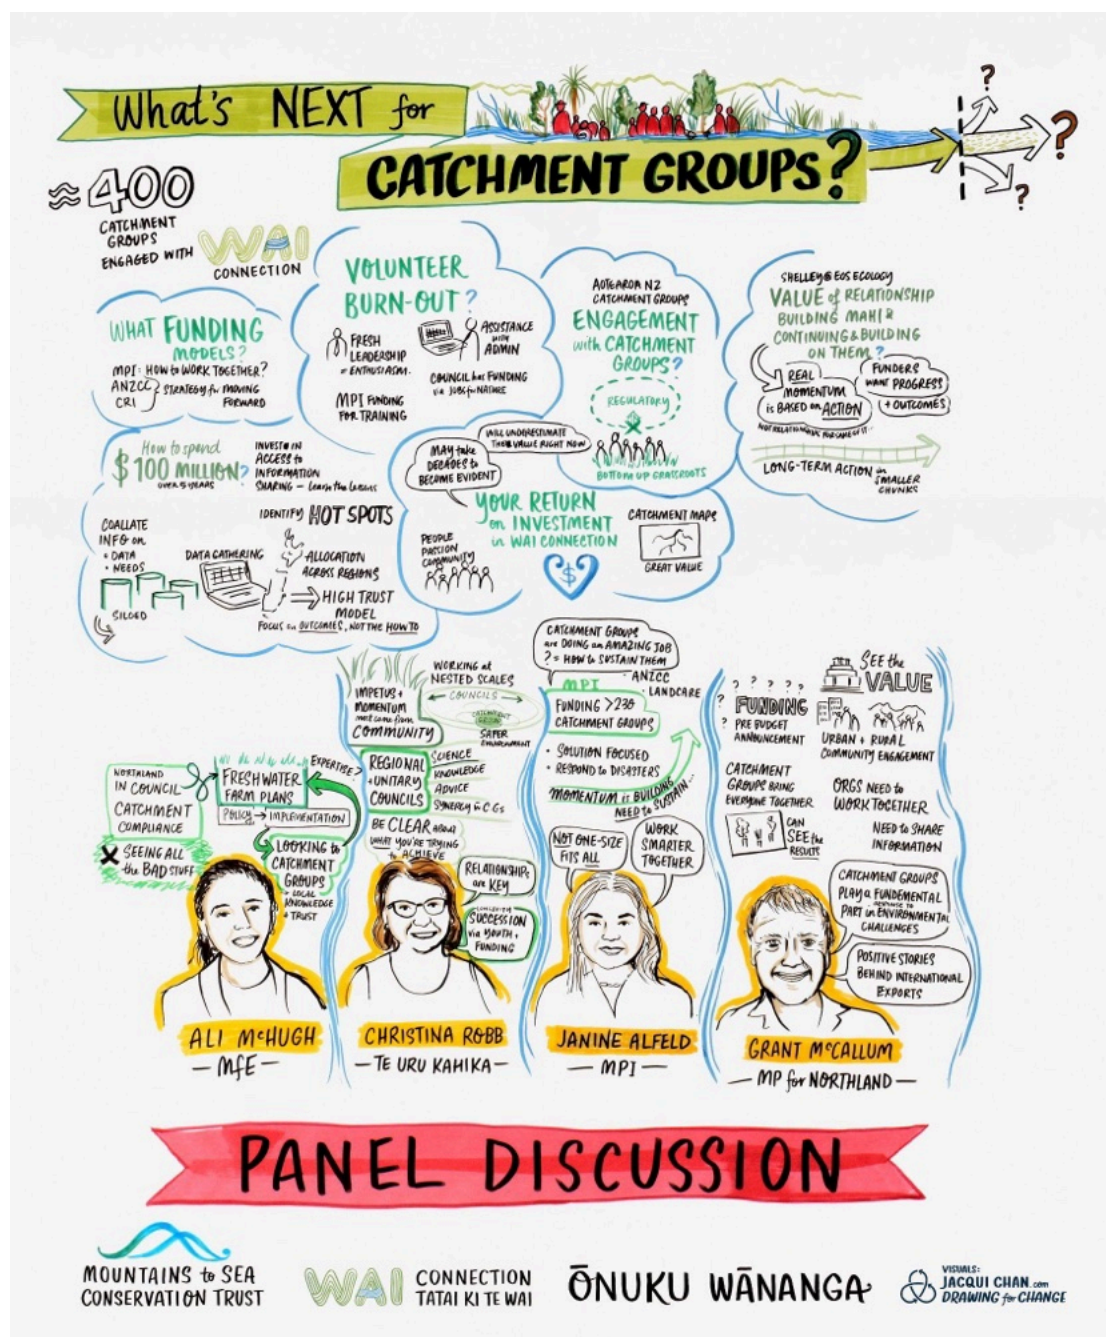 What's NEXT for
CATCHMENT GROUPS?
?
?
?
≈ 400
CATCHMENT
GROUPS
ENGAGED WITH
WAI
CONNECTION
WHAT FUNDING
MODELS?
MPI: HOW to WORK TOGETHER?
ANZCC
CRI
STRATEGY for MOVING
FORWARD
VOLUNTEER
BURN-OUT?
FRESH
LEADERSHIP
= ENTHUSIASM.
ASSISTANCE
with
ADMIN
MPI FUNDING
FOR TRAINING
COUNCIL has FUNDING
via JOBS for NATURE
AOTEAROA NZ
CATCHMENT GROUPS
ENGAGEMENT
with CATCHMENT
GROUPS?
REGULATORY
BOTTOM UP GRASSROOTS
SHELLEY @ EOS ECOLOGY
VALUE of RELATIONSHIP
BUILDING MAHI &
CONTINUING & BUILDING
ON THEM?
REAL
MOMENTUM
is BASED on ACTION
FUNDERS
WANT PROGRESS
+ OUTCOMES
LONG-TERM ACTION in
SMALLER
CHUNKS
How to spend
$100 MILLION?
OVER 5 YEARS
INVEST IN
ACCESS to
INFORMATION
SHARING – Learn the lessons
IDENTIFY HOT SPOTS
COALLATE
INFO on
• DATA
• NEEDS
SILOED
DATA GATHERING
ALLOCATION
ACROSS REGIONS
HIGH TRUST
MODEL
FOCUS on OUTCOMES, NOT THE HOW TO
MAY take
DECADES to
BECOME EVIDENT
WILL UNDERESTIMATE
THE VALUE RIGHT NOW
YOUR RETURN
on INVESTMENT
in WAI CONNECTION
$
PEOPLE
PASSION
COMMUNITY
CATCHMENT MAPS
GREAT VALUE
NORTHLAND
IN COUNCIL
CATCHMENT
COMPLIANCE
X SEEING ALL
the BAD STUFF
FRESHWATER
FARM PLANS
EXPERTISE?
POLICY → IMPLEMENTATION
LOOKING to
CATCHMENT
GROUPS
+ LOCAL
KNOWLEDGE
+ TRUST
ALI McHUGH
— MfE —
IMPETUS +
MOMENTUM
must come from
COMMUNITY
WORKING at
NESTED SCALES
COUNCILS
CATCHMENT
GROUP
SAFER
ENVIRONMENT
REGIONAL
+ UNITARY
COUNCILS
SCIENCE
KNOWLEDGE
ADVICE
SYNERGY in C.Gs
BE CLEAR about
WHAT YOU'RE TRYING
to ACHIEVE
RELATIONSHIPS
are KEY
SUCCESSION
via YOUTH +
FUNDING
CHRISTINA ROBB
— TE URU KAHIKA —
CATCHMENT GROUPS
are DOING an AMAZING JOB
? = HOW to SUSTAIN THEM
MPI
• ANZCC
• LANDCARE
FUNDING >230
CATCHMENT GROUPS
• SOLUTION FOCUSED
• RESPOND to DISASTERS
MOMENTUM is BUILDING
NEED to SUSTAIN...
NOT ONE-SIZE
FITS ALL
WORK
SMARTER
TOGETHER
JANINE ALFELD
— MPI —
? ? ? ? ?
?
?
FUNDING
PRE BUDGET
ANNOUNCEMENT
SEE the
VALUE
URBAN + RURAL
COMMUNITY ENGAGEMENT
CATCHMENT
GROUPS BRING
EVERYONE TOGETHER
CAN
SEE the
RESULTS
ORGS NEED to
WORK TOGETHER
NEED to SHARE
INFORMATION
CATCHMENT GROUPS
PLAY a FUNDEMENTAL
RESPONSE to
PART in ENVIRONMENTAL
CHALLENGES
POSITIVE STORIES
BEHIND INTERNATIONAL
EXPORTS
GRANT McCALLUM
— MP for NORTHLAND —
PANEL DISCUSSION
MOUNTAINS to SEA
CONSERVATION TRUST
WAI
CONNECTION
TATAI KI TE WAI
ŌNUKU WĀNANGA
VISUALS:
JACQUI CHAN.com
DRAWING for CHANGE